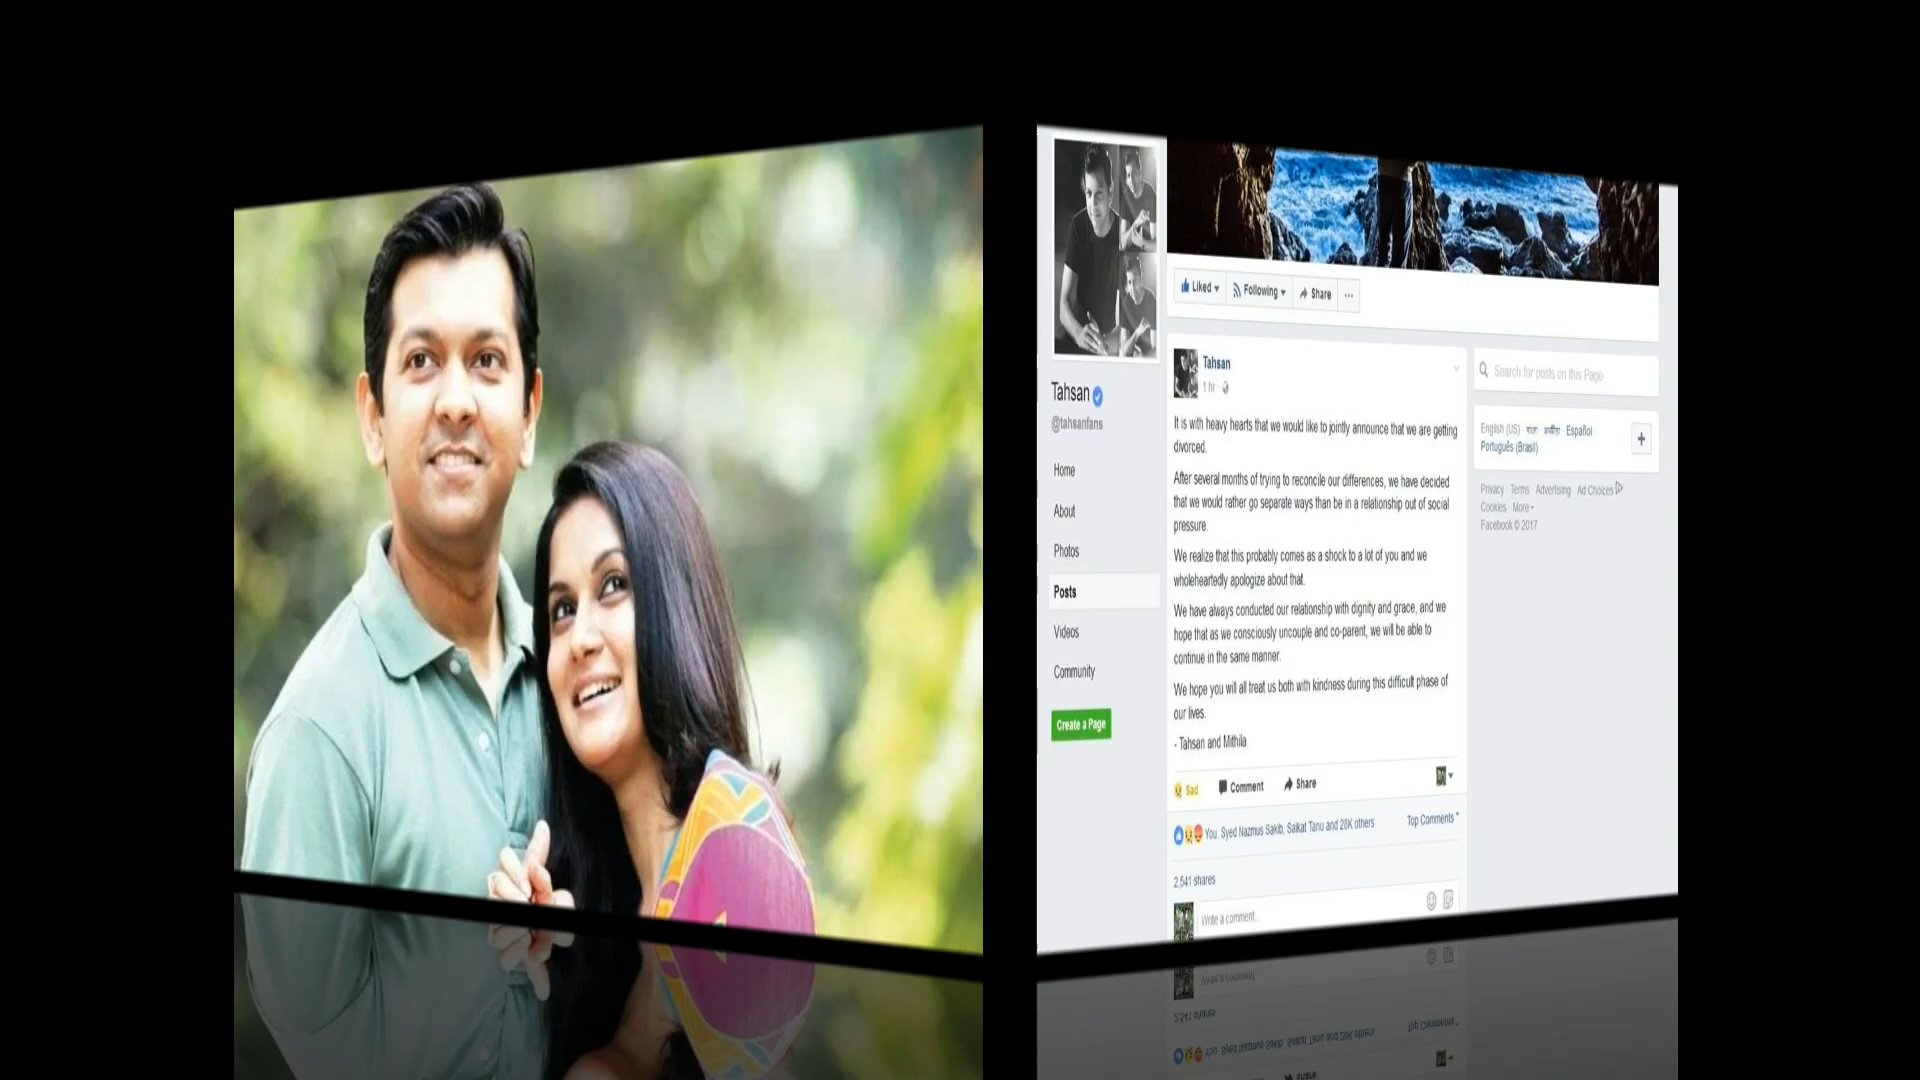 Liked
Following
Share
...
Tahsan
@tahsanfans
Home
About
Photos
Posts
Videos
Community
Create a Page
Tahsan
1 hr
It is with heavy hearts that we would like to jointly announce that we are getting
divorced.
After several months of trying to reconcile our differences, we have decided
that we would rather go separate ways than be in a relationship out of social
pressure.
We realize that this probably comes as a shock to a lot of you and we
wholeheartedly apologize about that.
We have always conducted our relationship with dignity and grace, and we
hope that as we consciously uncouple and co-parent, we will be able to
continue in the same manner.
We hope you will all treat us both with kindness during this difficult phase of
our lives.
- Tahsan and Mithila
Sad Comment Share
You, Syed Nazmus Sakib, Saikat Tanu and 28K others
Top Comments
2,541 shares
Write a comment...
Search for posts on this Page
English (US) · বাংলা · অসমীয়া · Español
Português (Brasil)
Privacy · Terms · Advertising · Ad Choices
Cookies · More
Facebook © 2017